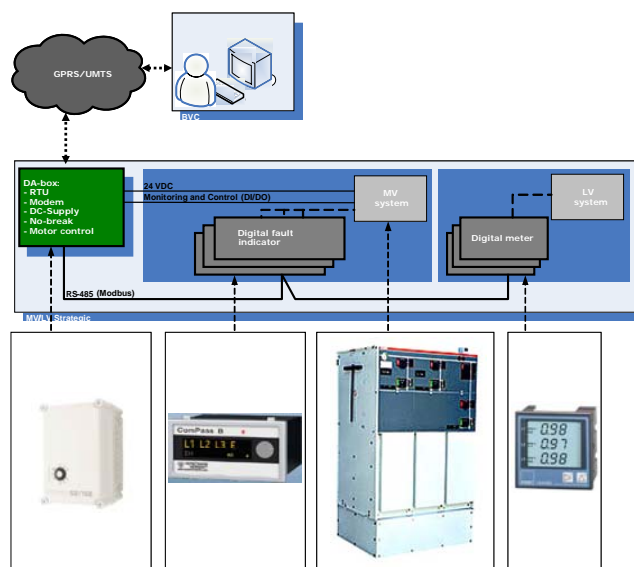 GPRS/UMTS
BVC
DA-box:
- RTU
- Modem
- DC-Supply
- No-break
- Motor control
24 VDC
Monitoring and Control (DI/DO)
MV
system
LV
system
Digital fault
indicator
Digital meter
RS-485 (Modbus)
MV/LV Strategic
ComPass B
L1 L2 L3 E
0.98
0.97
0.98